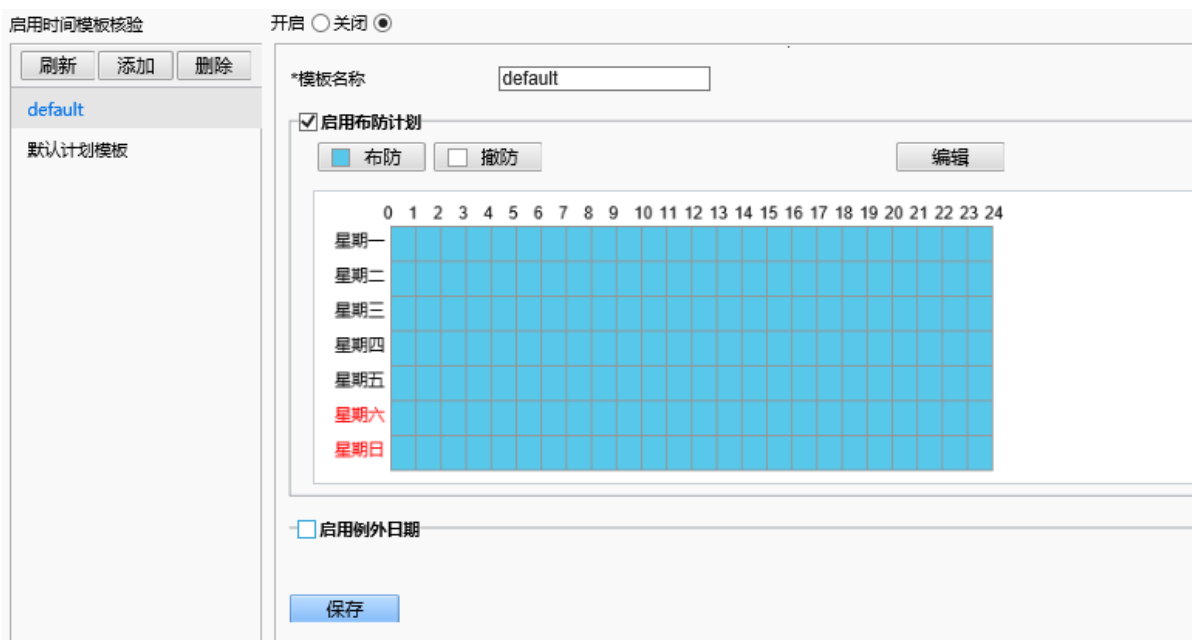 启用时间模板核验 开启 关闭
刷新 添加 删除
*模板名称 default
default
启用布防计划
默认计划模板
布防 撤防 编辑
0 1 2 3 4 5 6 7 8 9 10 11 12 13 14 15 16 17 18 19 20 21 22 23 24
星期一
星期二
星期三
星期四
星期五
星期六
星期日
启用例外日期
保存